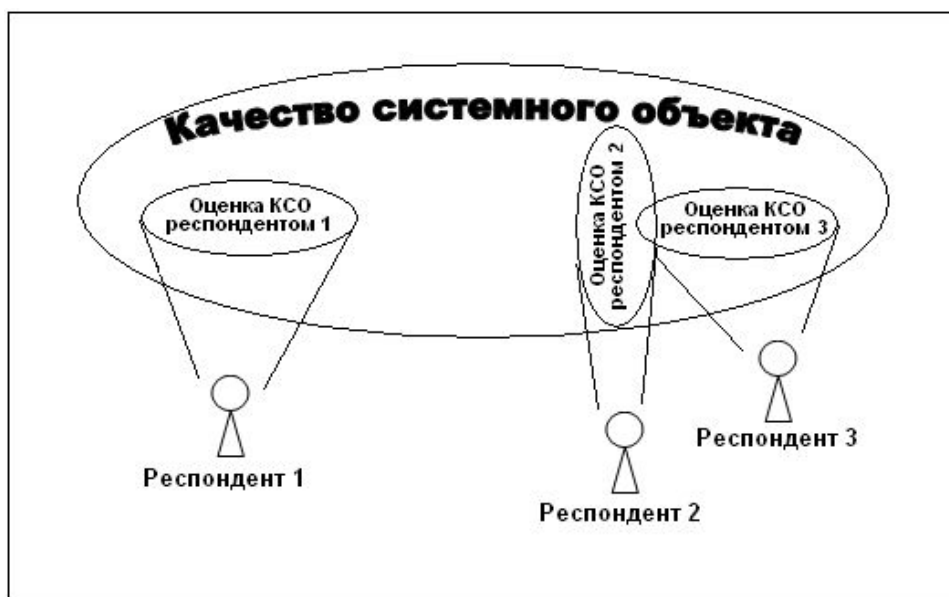 Качество системного объекта
Оценка КСО
респондентом 1
Оценка КСО
респондентом 2
Оценка КСО
респондентом 3
Респондент 1
Респондент 2
Респондент 3